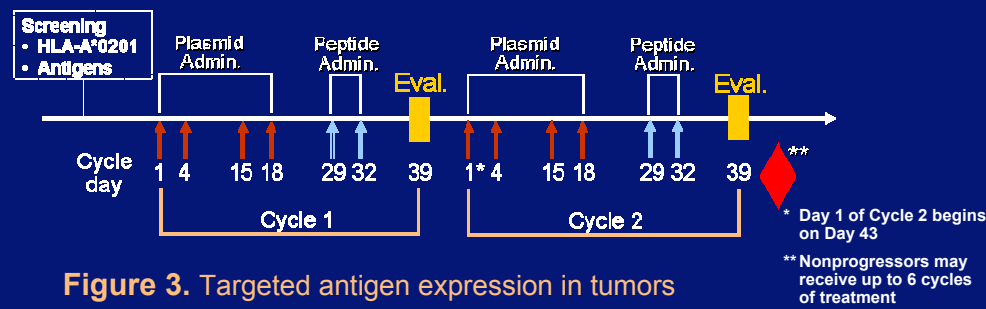 Screening
• HLA-A*0201
• Antigens
Plasmid
Admin.
Peptide
Admin.
Eval.
Plasmid
Admin.
Peptide
Admin.
Eval.
Cycle
day
1 4 15 18 29 32 39 1* 4 15 18 29 32 39
**
Cycle 1
Cycle 2
* Day 1 of Cycle 2 begins
on Day 43
** Nonprogressors may
receive up to 6 cycles
of treatment
Figure 3. Targeted antigen expression in tumors